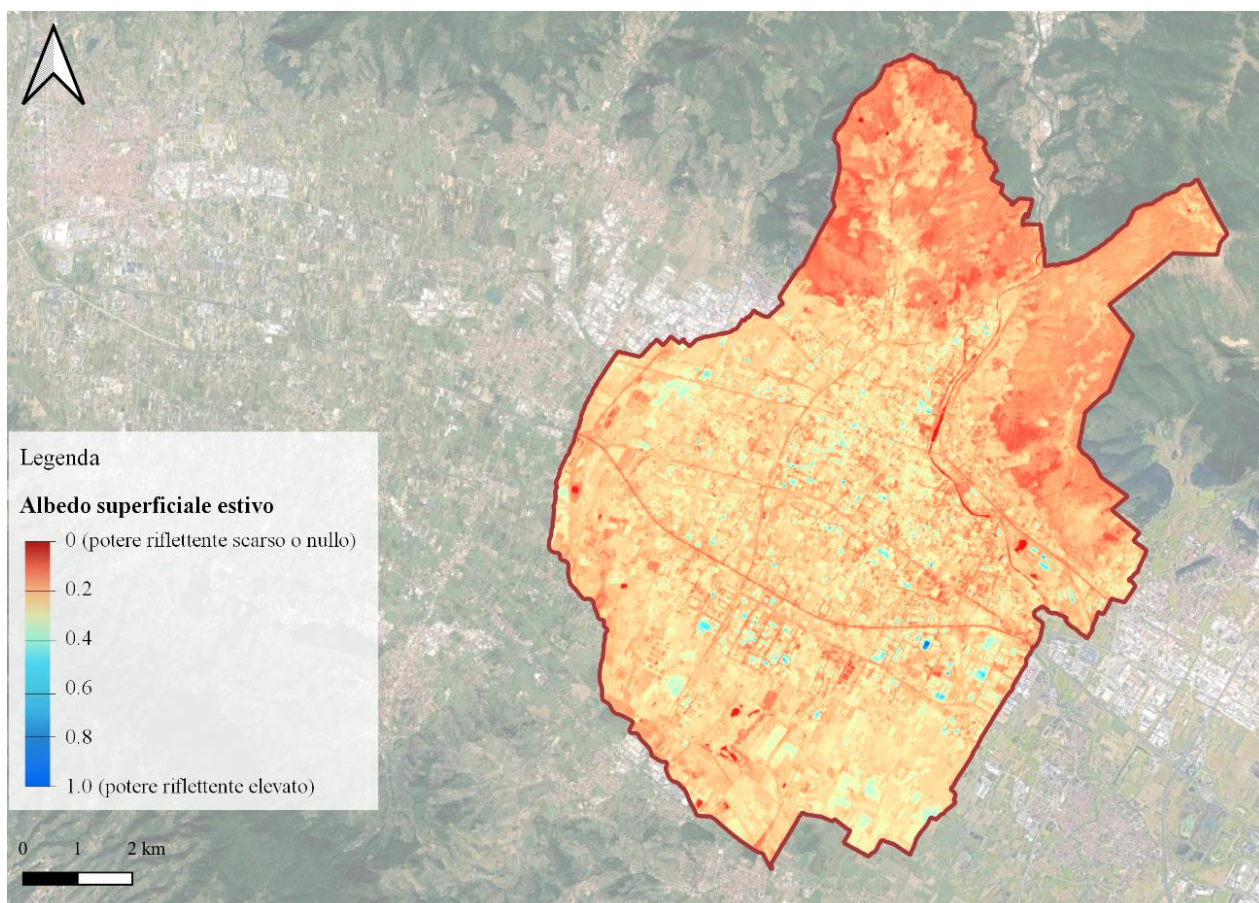 Legenda
Albedo superficiale estivo
0 (potere riflettente scarso o nullo)
0.2
0.4
0.6
0.8
1.0 (potere riflettente elevato)
0 1 2 km